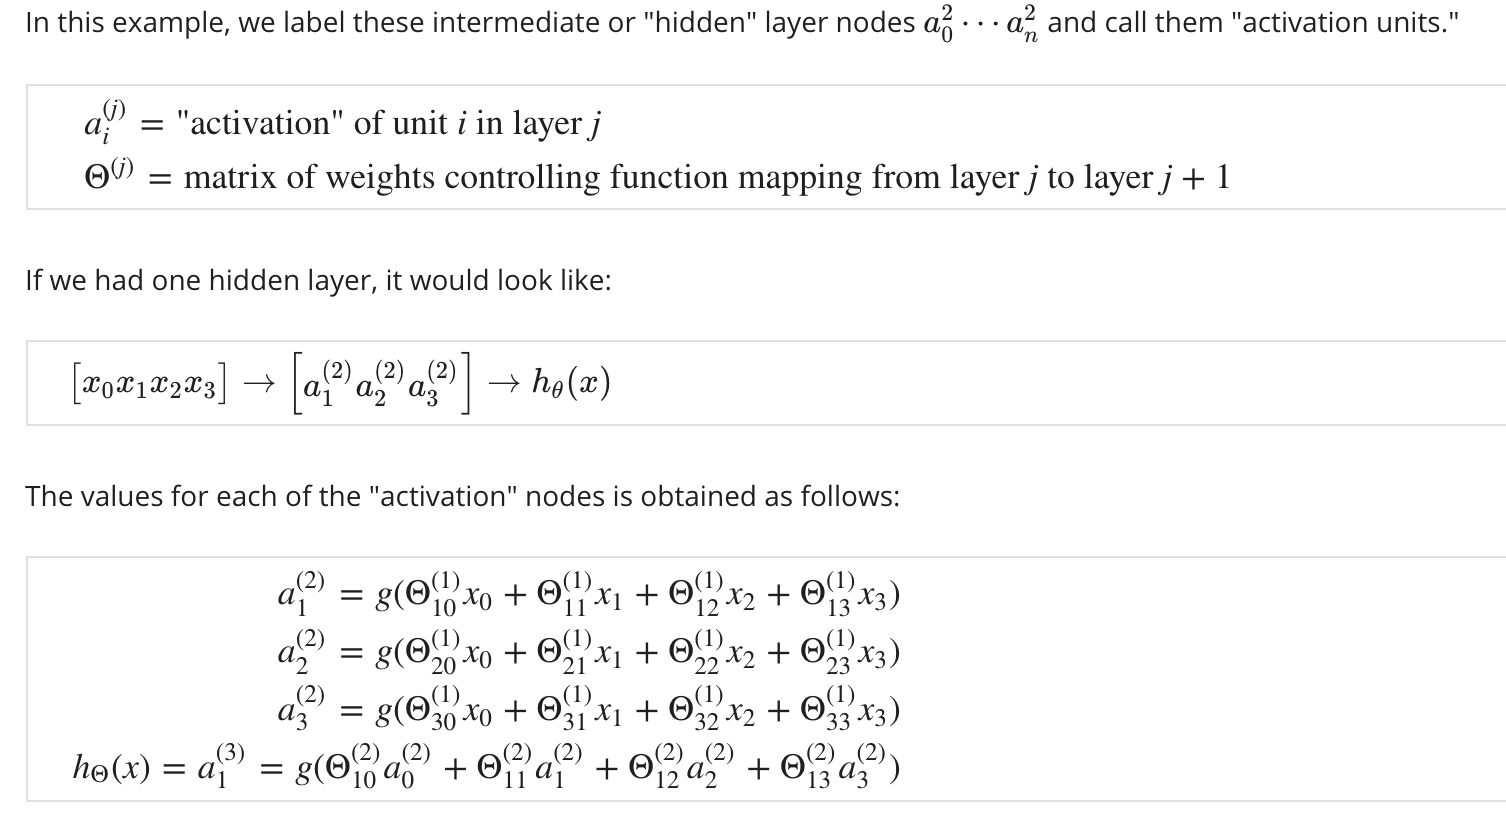 In this example, we label these intermediate or "hidden" layer nodes $a_0^2 \cdots a_n^2$ and call them "activation units."
$a_i^{(j)}$ = "activation" of unit $i$ in layer $j$
$\Theta^{(j)}$ = matrix of weights controlling function mapping from layer $j$ to layer $j + 1$
If we had one hidden layer, it would look like:
$[x_0 x_1 x_2 x_3] \rightarrow \left[a_1^{(2)} a_2^{(2)} a_3^{(2)}\right] \rightarrow h_\theta(x)$
The values for each of the "activation" nodes is obtained as follows:
$a_1^{(2)} = g(\Theta_{10}^{(1)} x_0 + \Theta_{11}^{(1)} x_1 + \Theta_{12}^{(1)} x_2 + \Theta_{13}^{(1)} x_3)$
$a_2^{(2)} = g(\Theta_{20}^{(1)} x_0 + \Theta_{21}^{(1)} x_1 + \Theta_{22}^{(1)} x_2 + \Theta_{23}^{(1)} x_3)$
$a_3^{(2)} = g(\Theta_{30}^{(1)} x_0 + \Theta_{31}^{(1)} x_1 + \Theta_{32}^{(1)} x_2 + \Theta_{33}^{(1)} x_3)$
$h_\Theta(x) = a_1^{(3)} = g(\Theta_{10}^{(2)} a_0^{(2)} + \Theta_{11}^{(2)} a_1^{(2)} + \Theta_{12}^{(2)} a_2^{(2)} + \Theta_{13}^{(2)} a_3^{(2)})$